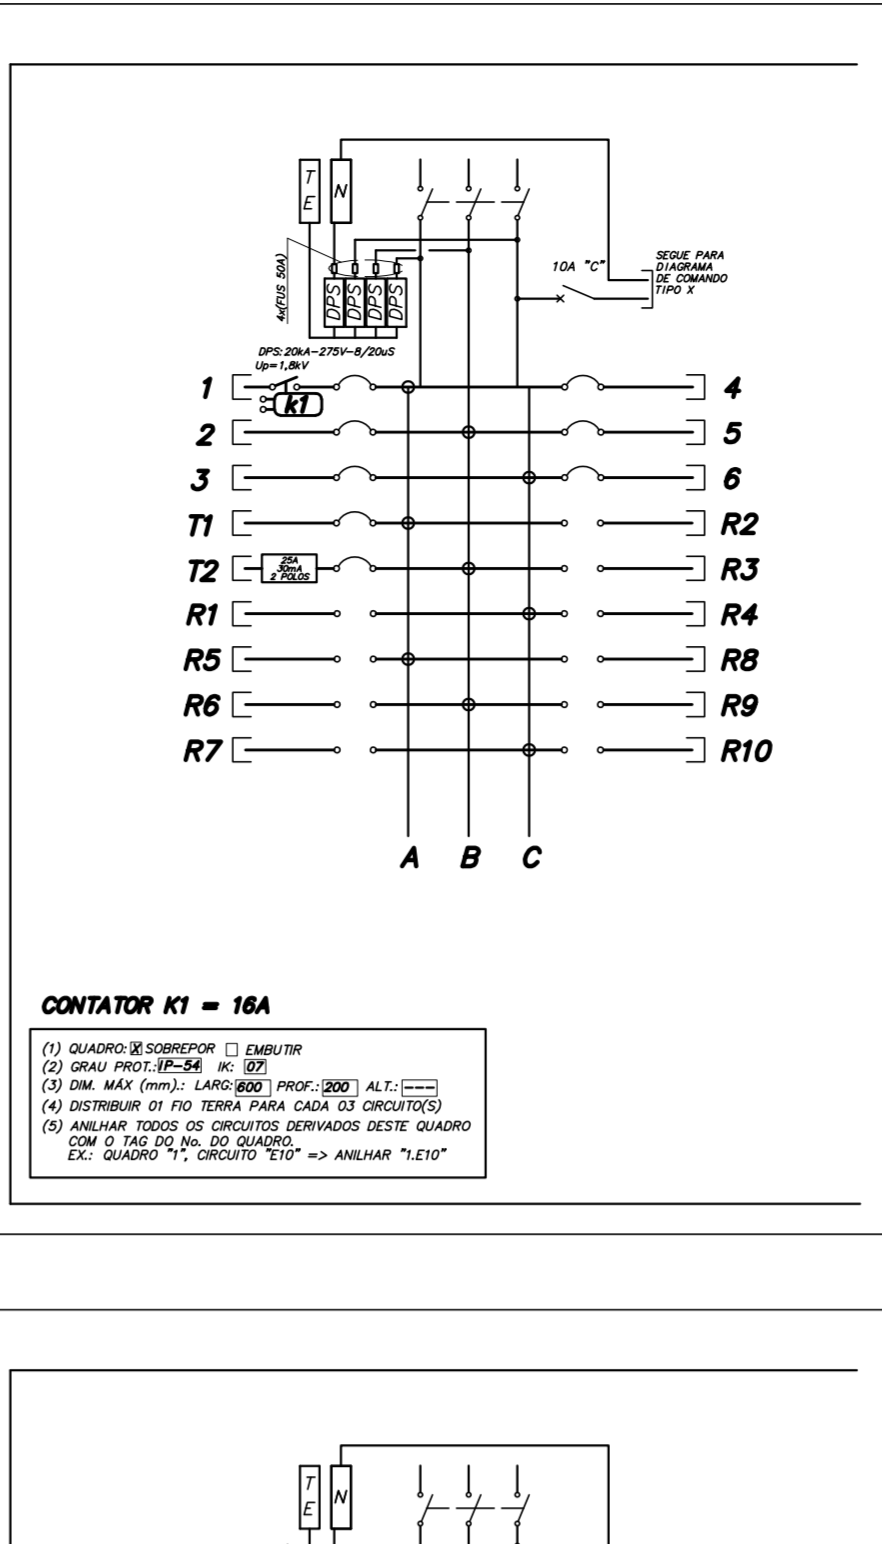 T
E
N
4x(FUS 50A)
DPS
DPS
DPS
DPS
10A "C"
SEGUE PARA
DIAGRAMA
DE COMANDO
TIPO X
DPS: 20kA-275V-8/20uS
Up=1,8kV
1
k1
4
2
5
3
6
T1
R2
T2
25A
30mA
2 POLOS
R3
R1
R4
R5
R8
R6
R9
R7
R10
A B C
CONTATOR K1 = 16A
(1) QUADRO: X SOBREPOR EMBUTIR
(2) GRAU PROT.: IP-54 IK: 07
(3) DIM. MÁX (mm).: LARG: 600 PROF.: 200 ALT.: ---
(4) DISTRIBUIR 01 FIO TERRA PARA CADA 03 CIRCUITO(S)
(5) ANILHAR TODOS OS CIRCUITOS DERIVADOS DESTE QUADRO
COM O TAG DO No. DO QUADRO.
EX.: QUADRO "1", CIRCUITO "E10" => ANILHAR "1.E10"
T
E
N